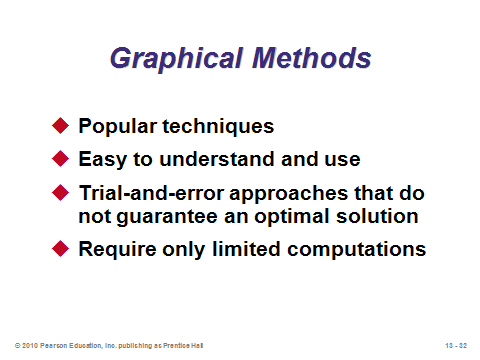 Graphical Methods
Popular techniques
Easy to understand and use
Trial-and-error approaches that do
not guarantee an optimal solution
Require only limited computations
© 2010 Pearson Education, Inc. publishing as Prentice Hall
13 - 32